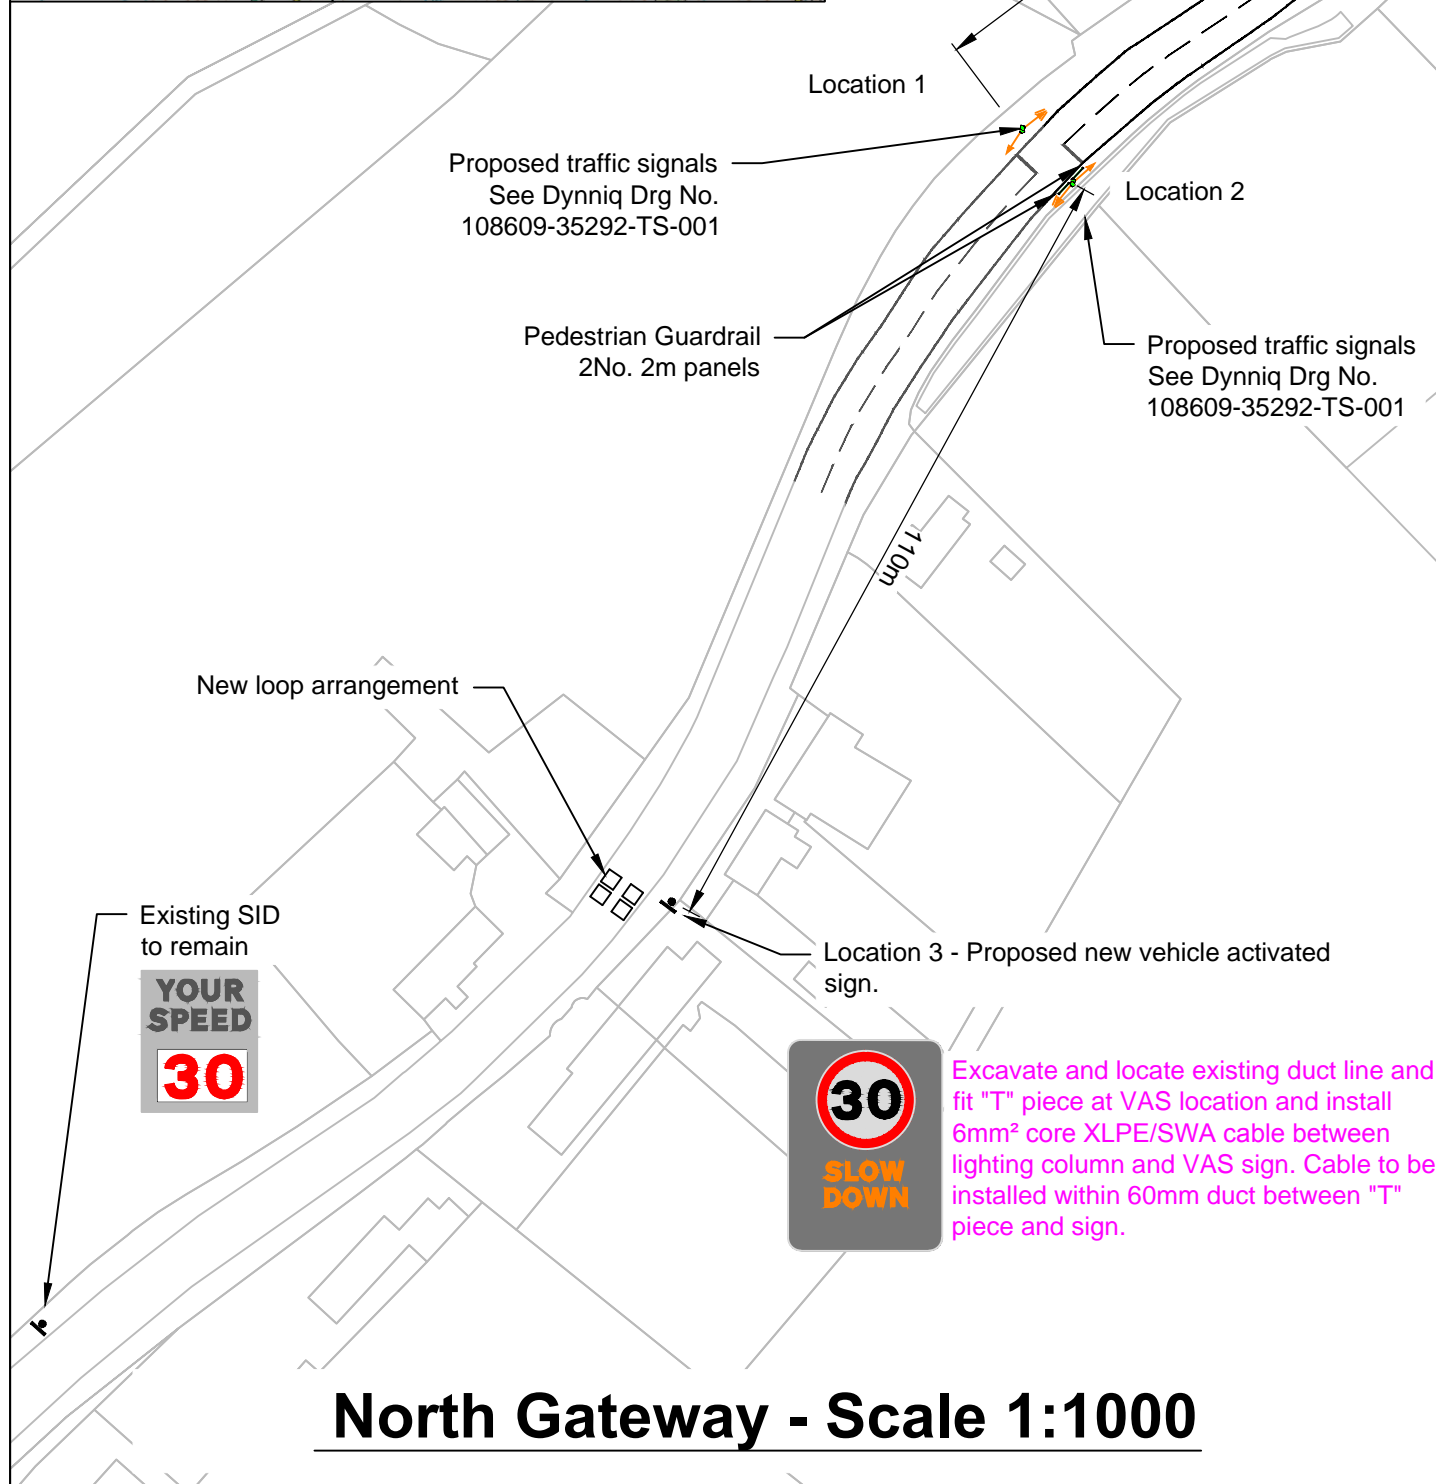 Location 1
Proposed traffic signals
See Dynniq Drg No.
108609-35292-TS-001
Location 2
Pedestrian Guardrail
2No. 2m panels
Proposed traffic signals
See Dynniq Drg No.
108609-35292-TS-001
110m
New loop arrangement
Existing SID
to remain
YOUR
SPEED
30
Location 3 - Proposed new vehicle activated
sign.
30
SLOW
DOWN
Excavate and locate existing duct line and
fit "T" piece at VAS location and install
6mm² core XLPE/SWA cable between
lighting column and VAS sign. Cable to be
installed within 60mm duct between "T"
piece and sign.
North Gateway - Scale 1:1000